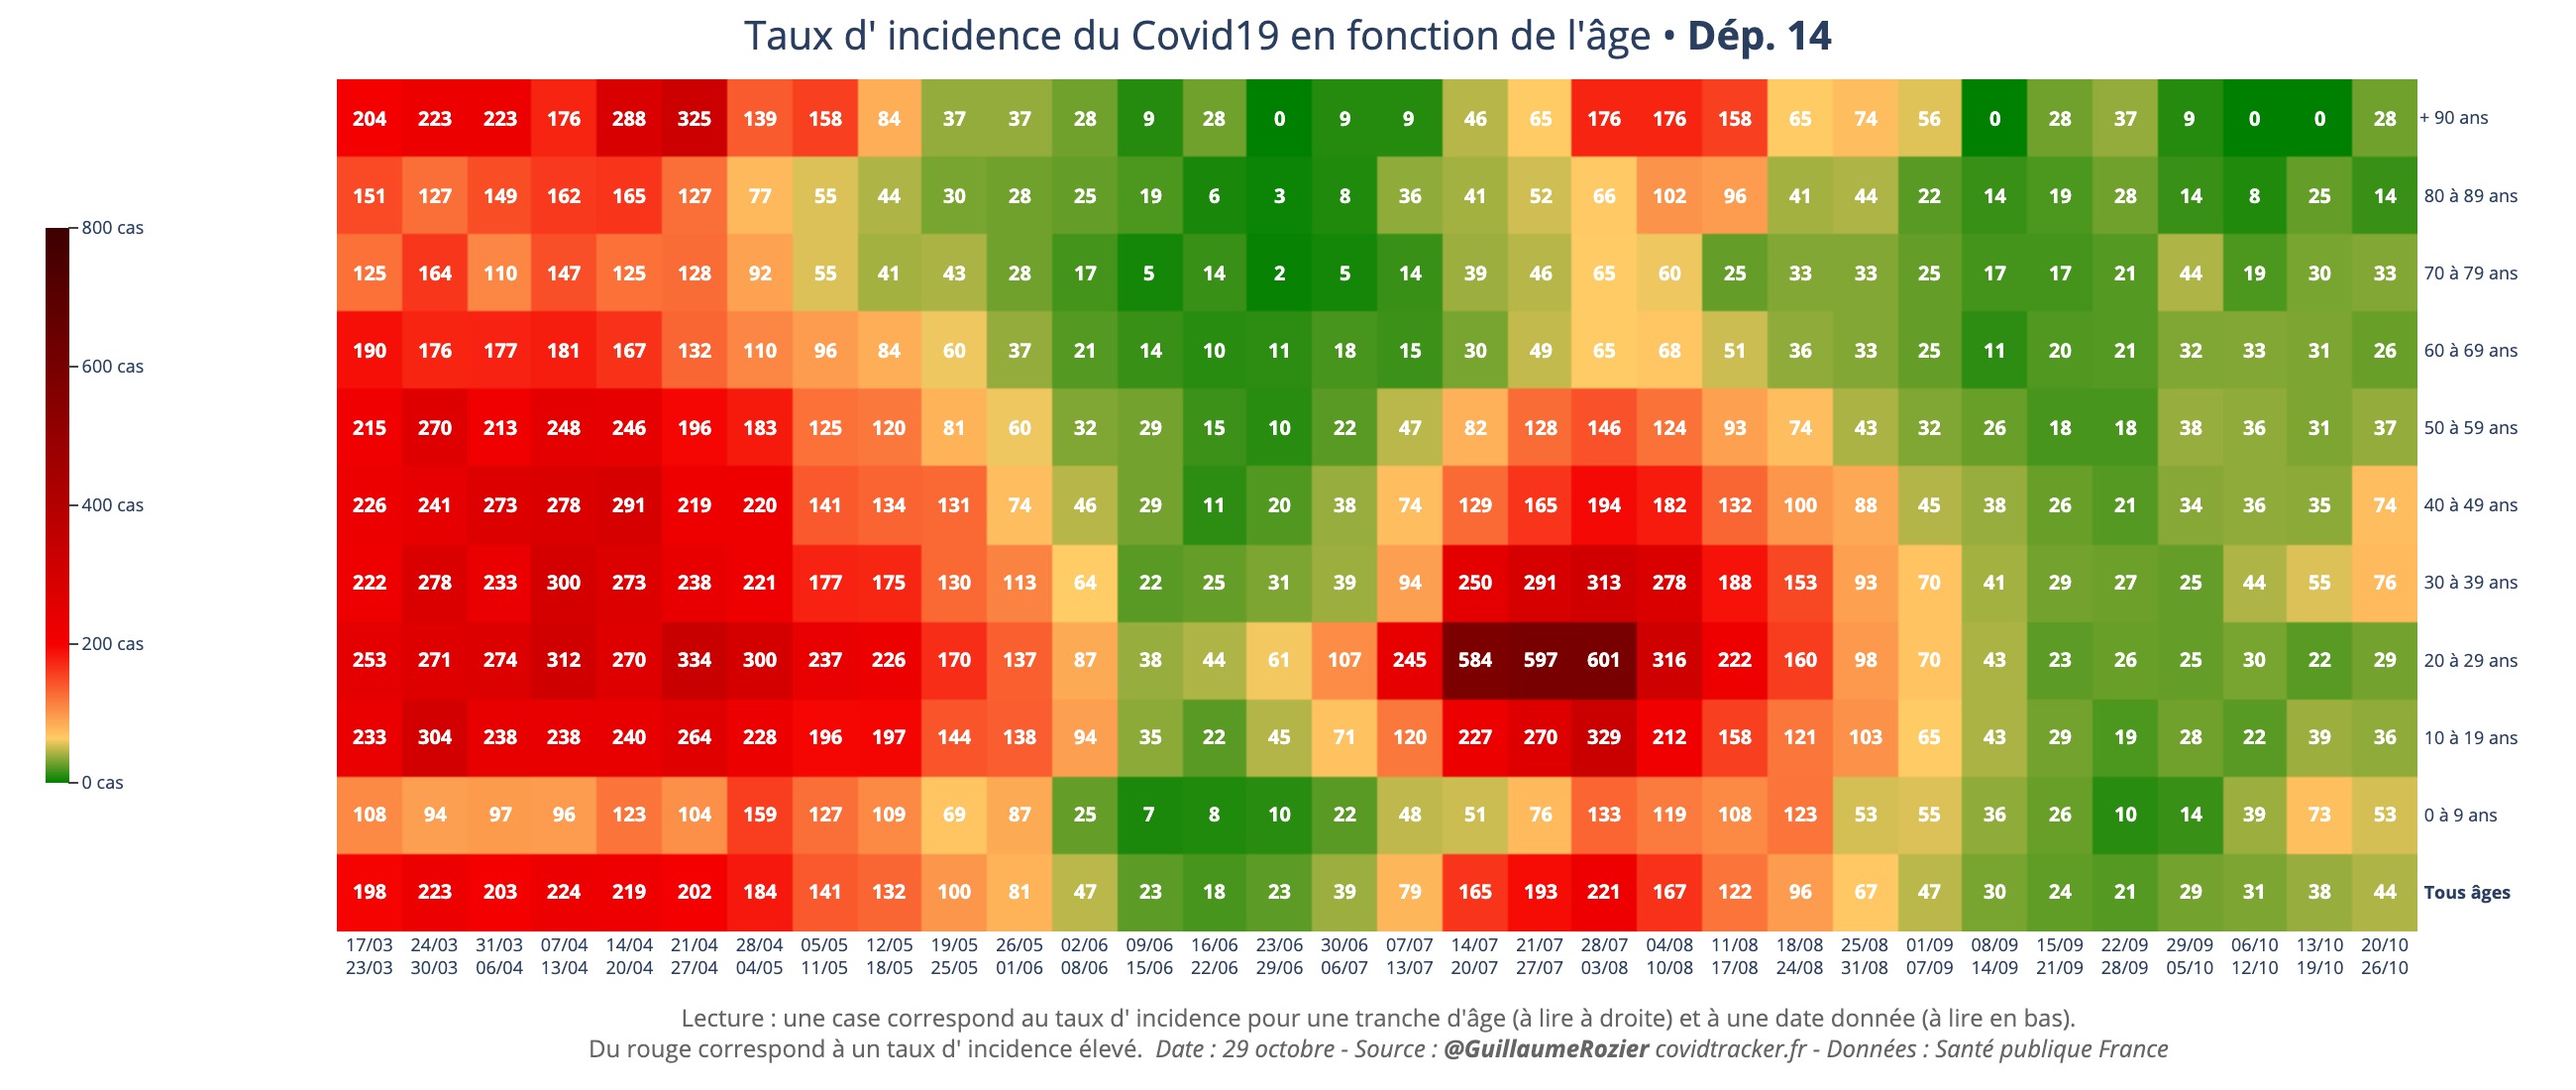 Taux d' incidence du Covid19 en fonction de l'âge • Dép. 14
800 cas
600 cas
400 cas
200 cas
0 cas
204 223 223 176 288 325 139 158 84 37 37 28 9 28 0 9 9 46 65 176 176 158 65 74 56 0 28 37 9 0 0 28 + 90 ans
151 127 149 162 165 127 77 55 44 30 28 25 19 6 3 8 36 41 52 66 102 96 41 44 22 14 19 28 14 8 25 14 80 à 89 ans
125 164 110 147 125 128 92 55 41 43 28 17 5 14 2 5 14 39 46 65 60 25 33 33 25 17 17 21 44 19 30 33 70 à 79 ans
190 176 177 181 167 132 110 96 84 60 37 21 14 10 11 18 15 30 49 65 68 51 36 33 25 11 20 21 32 33 31 26 60 à 69 ans
215 270 213 248 246 196 183 125 120 81 60 32 29 15 10 22 47 82 128 146 124 93 74 43 32 26 18 18 38 36 31 37 50 à 59 ans
226 241 273 278 291 219 220 141 134 131 74 46 29 11 20 38 74 129 165 194 182 132 100 88 45 38 26 21 34 36 35 74 40 à 49 ans
222 278 233 300 273 238 221 177 175 130 113 64 22 25 31 39 94 250 291 313 278 188 153 93 70 41 29 27 25 44 55 76 30 à 39 ans
253 271 274 312 270 334 300 237 226 170 137 87 38 44 61 107 245 584 597 601 316 222 160 98 70 43 23 26 25 30 22 29 20 à 29 ans
233 304 238 238 240 264 228 196 197 144 138 94 35 22 45 71 120 227 270 329 212 158 121 103 65 43 29 19 28 22 39 36 10 à 19 ans
108 94 97 96 123 104 159 127 109 69 87 25 7 8 10 22 48 51 76 133 119 108 123 53 55 36 26 10 14 39 73 53 0 à 9 ans
198 223 203 224 219 202 184 141 132 100 81 47 23 18 23 39 79 165 193 221 167 122 96 67 47 30 24 21 29 31 38 44 Tous âges
17/03 24/03 31/03 07/04 14/04 21/04 28/04 05/05 12/05 19/05 26/05 02/06 09/06 16/06 23/06 30/06 07/07 14/07 21/07 28/07 04/08 11/08 18/08 25/08 01/09 08/09 15/09 22/09 29/09 06/10 13/10 20/10
23/03 30/03 06/04 13/04 20/04 27/04 04/05 11/05 18/05 25/05 01/06 08/06 15/06 22/06 29/06 06/07 13/07 20/07 27/07 03/08 10/08 17/08 24/08 31/08 07/09 14/09 21/09 28/09 05/10 12/10 19/10 26/10
Lecture : une case correspond au taux d' incidence pour une tranche d'âge (à lire à droite) et à une date donnée (à lire en bas).
Du rouge correspond à un taux d' incidence élevé. Date : 29 octobre - Source : @GuillaumeRozier covidtracker.fr - Données : Santé publique France